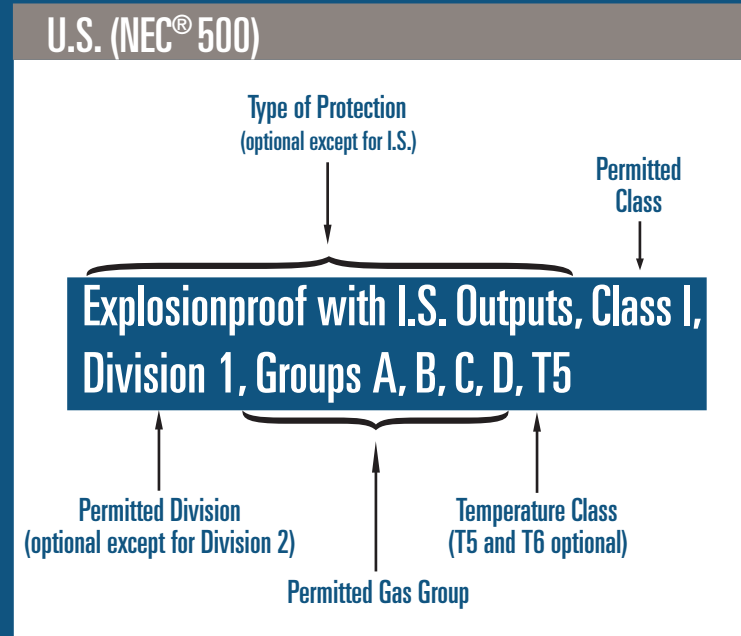 U.S. (NEC® 500)
Type of Protection
(optional except for I.S.)
Permitted
Class
Explosionproof with I.S. Outputs, Class I,
Division 1, Groups A, B, C, D, T5
Permitted Division
(optional except for Division 2)
Temperature Class
(T5 and T6 optional)
Permitted Gas Group